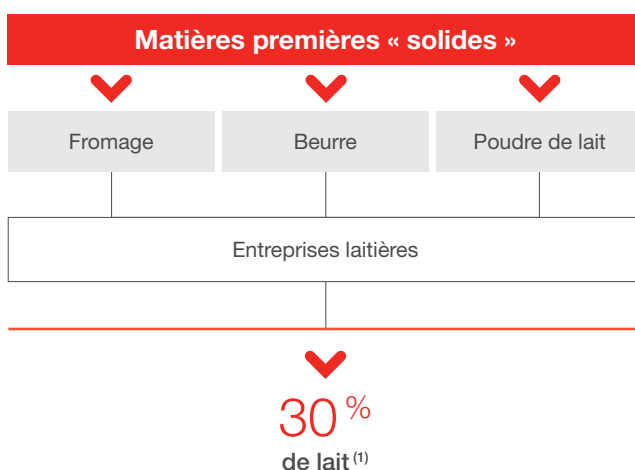 Matières premières « solides »
Fromage
Beurre
Poudre de lait
Entreprises laitières
30 %
de lait (1)